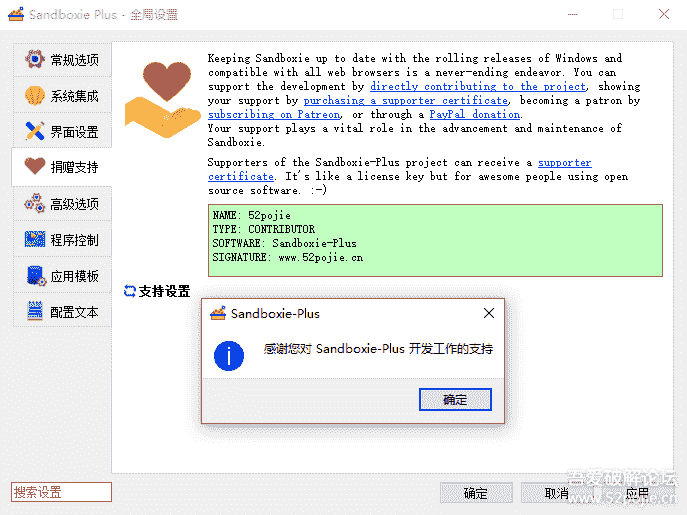 Sandboxie Plus - 全局设置
常规选项
系统集成
界面设置
捐赠支持
高级选项
程序控制
应用模板
配置文本
Keeping Sandboxie up to date with the rolling releases of Windows and
compatible with all web browsers is a never-ending endeavor. You can
support the development by directly contributing to the project, showing
your support by purchasing a supporter certificate, becoming a patron by
subscribing on Patreon, or through a PayPal donation.
Your support plays a vital role in the advancement and maintenance of
Sandboxie.
Supporters of the Sandboxie-Plus project can receive a supporter
certificate. It's like a license key but for awesome people using open
source software. :-)
NAME: 52pojie
TYPE: CONTRIBUTOR
SOFTWARE: Sandboxie-Plus
SIGNATURE: www.52pojie.cn
支持设置
Sandboxie-Plus
感谢您对 Sandboxie-Plus 开发工作的支持
确定
搜索设置
确定
取消
应用
吾爱破解论坛
www.52pojie.cn